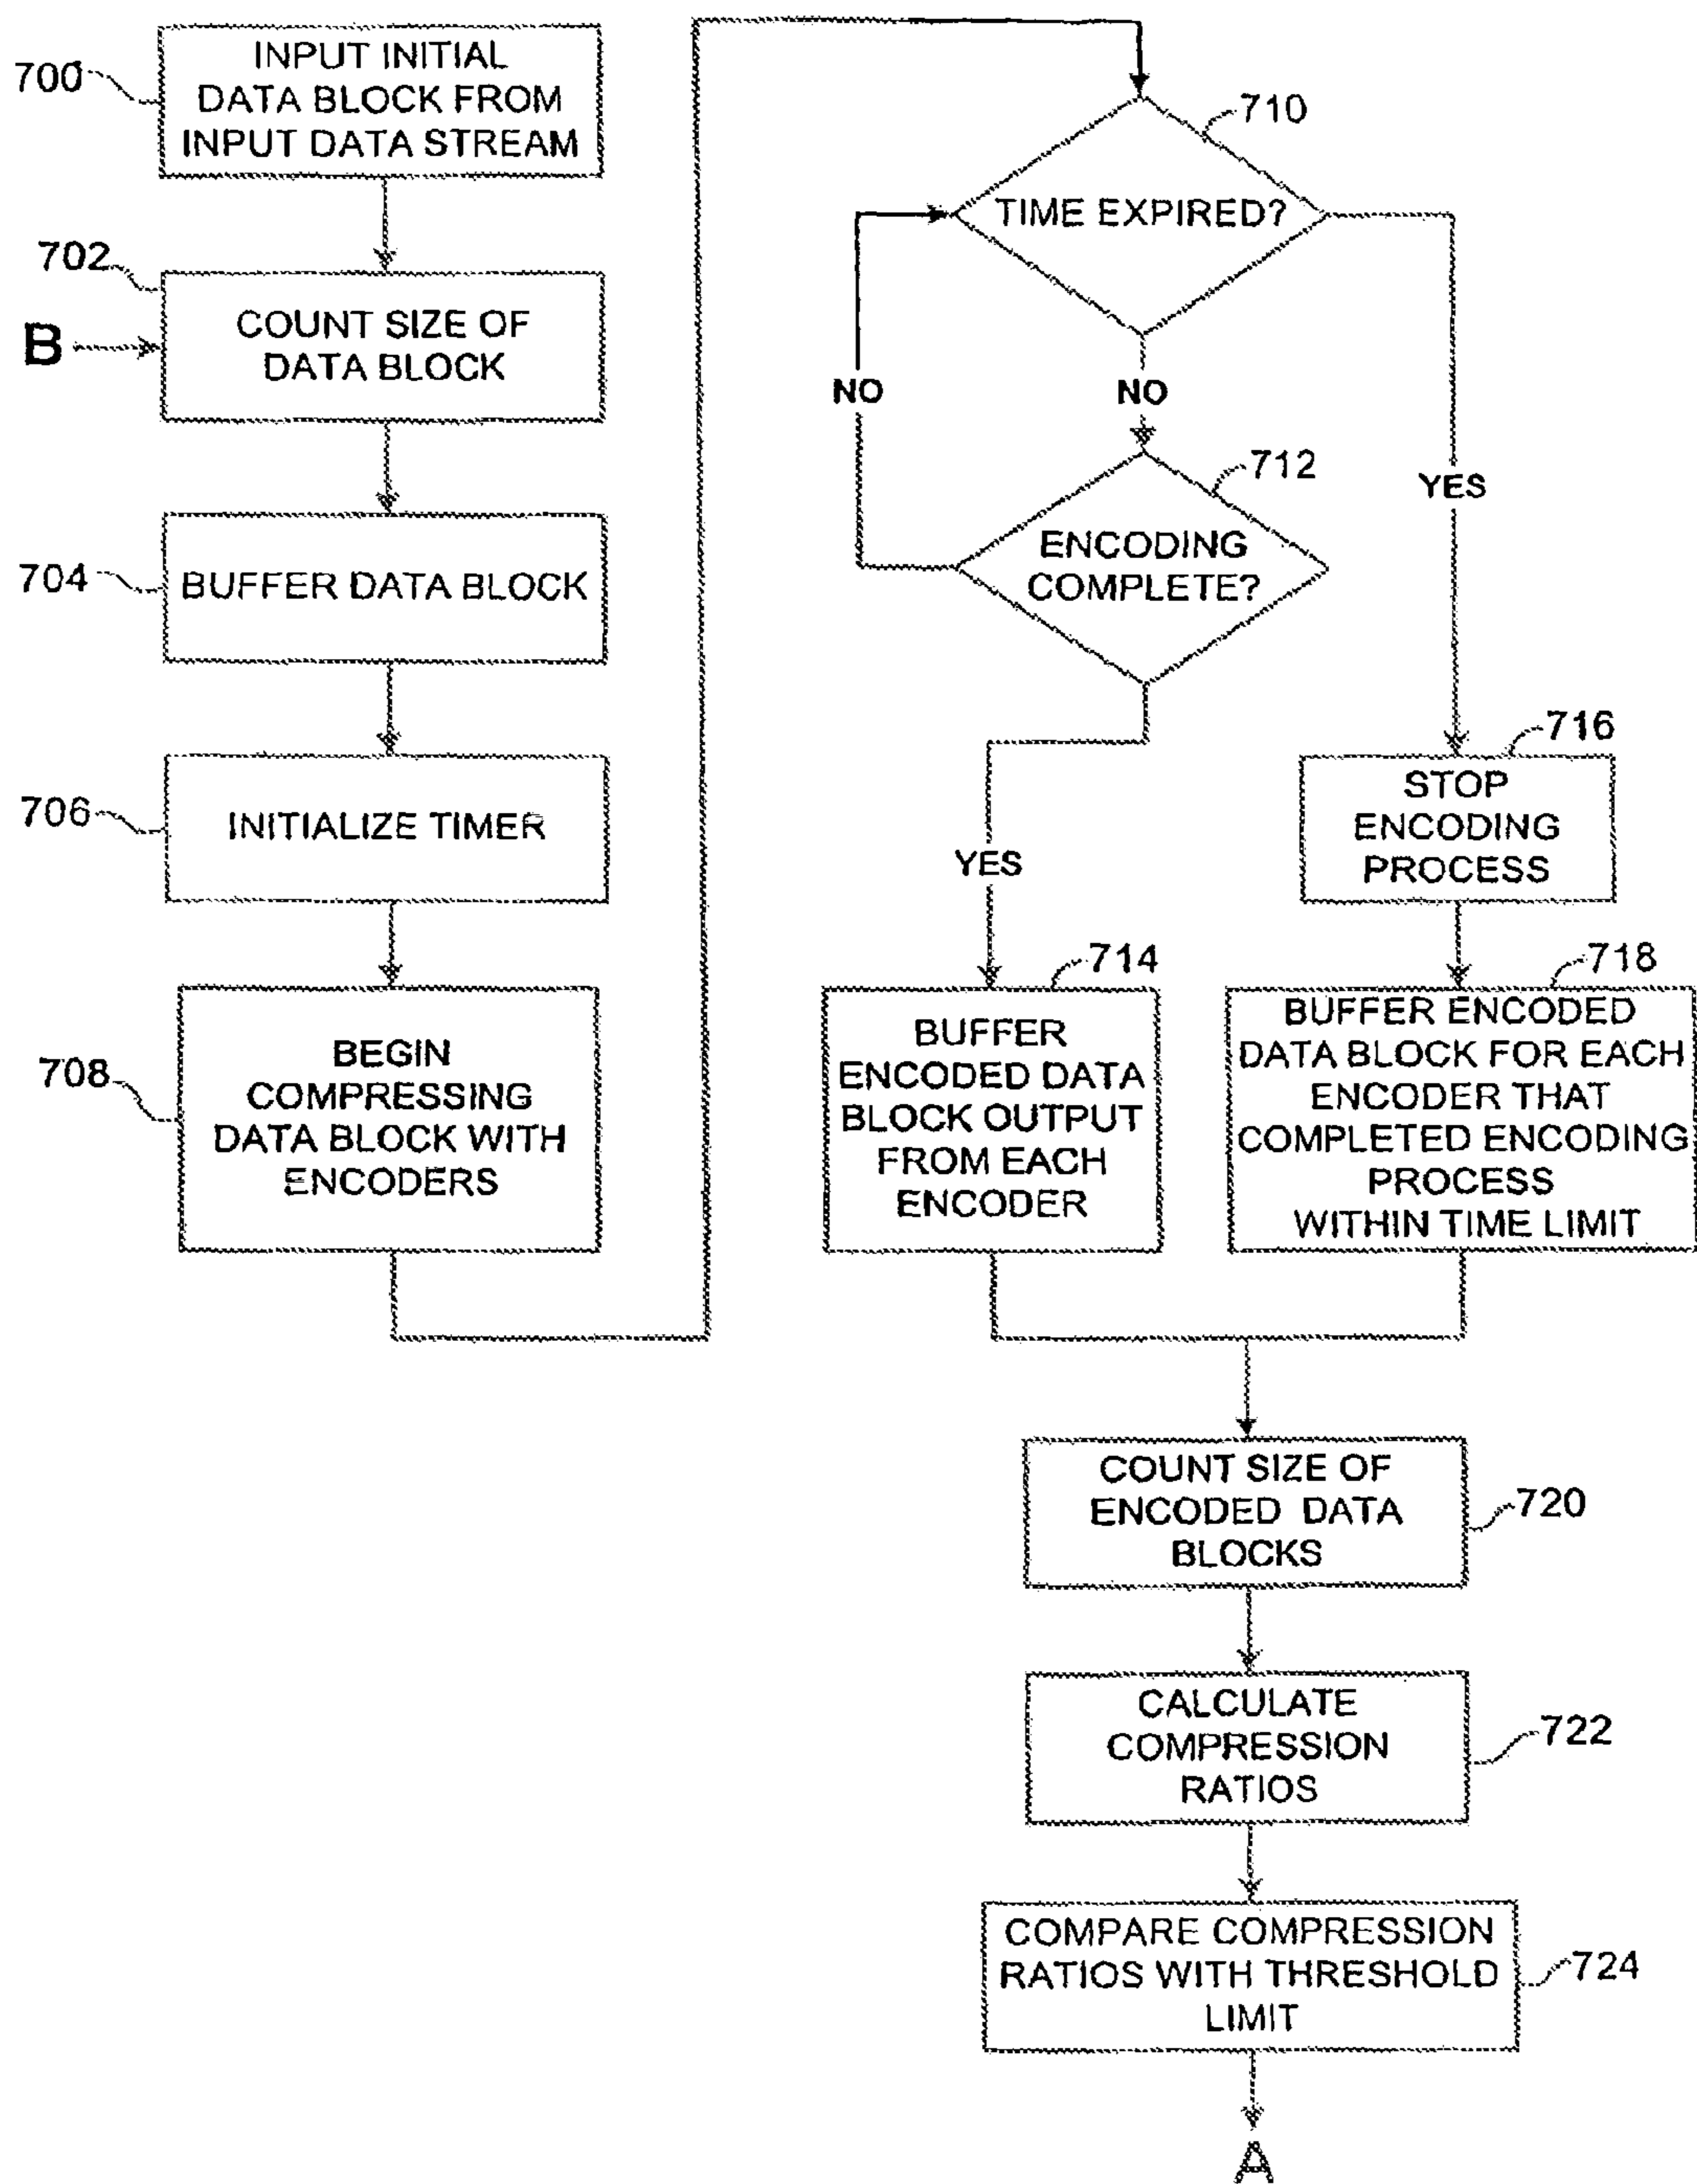 700
INPUT INITIAL
DATA BLOCK FROM
INPUT DATA STREAM
702
B
COUNT SIZE OF
DATA BLOCK
704
BUFFER DATA BLOCK
706
INITIALIZE TIMER
708
BEGIN
COMPRESSING
DATA BLOCK WITH
ENCODERS
710
TIME EXPIRED?
NO
NO
YES
712
ENCODING
COMPLETE?
YES
716
STOP
ENCODING
PROCESS
714
BUFFER
ENCODED DATA
BLOCK OUTPUT
FROM EACH
ENCODER
718
BUFFER ENCODED
DATA BLOCK FOR EACH
ENCODER THAT
COMPLETED ENCODING
PROCESS
WITHIN TIME LIMIT
COUNT SIZE OF
ENCODED DATA
BLOCKS
720
CALCULATE
COMPRESSION
RATIOS
722
COMPARE COMPRESSION
RATIOS WITH THRESHOLD
LIMIT
724
A